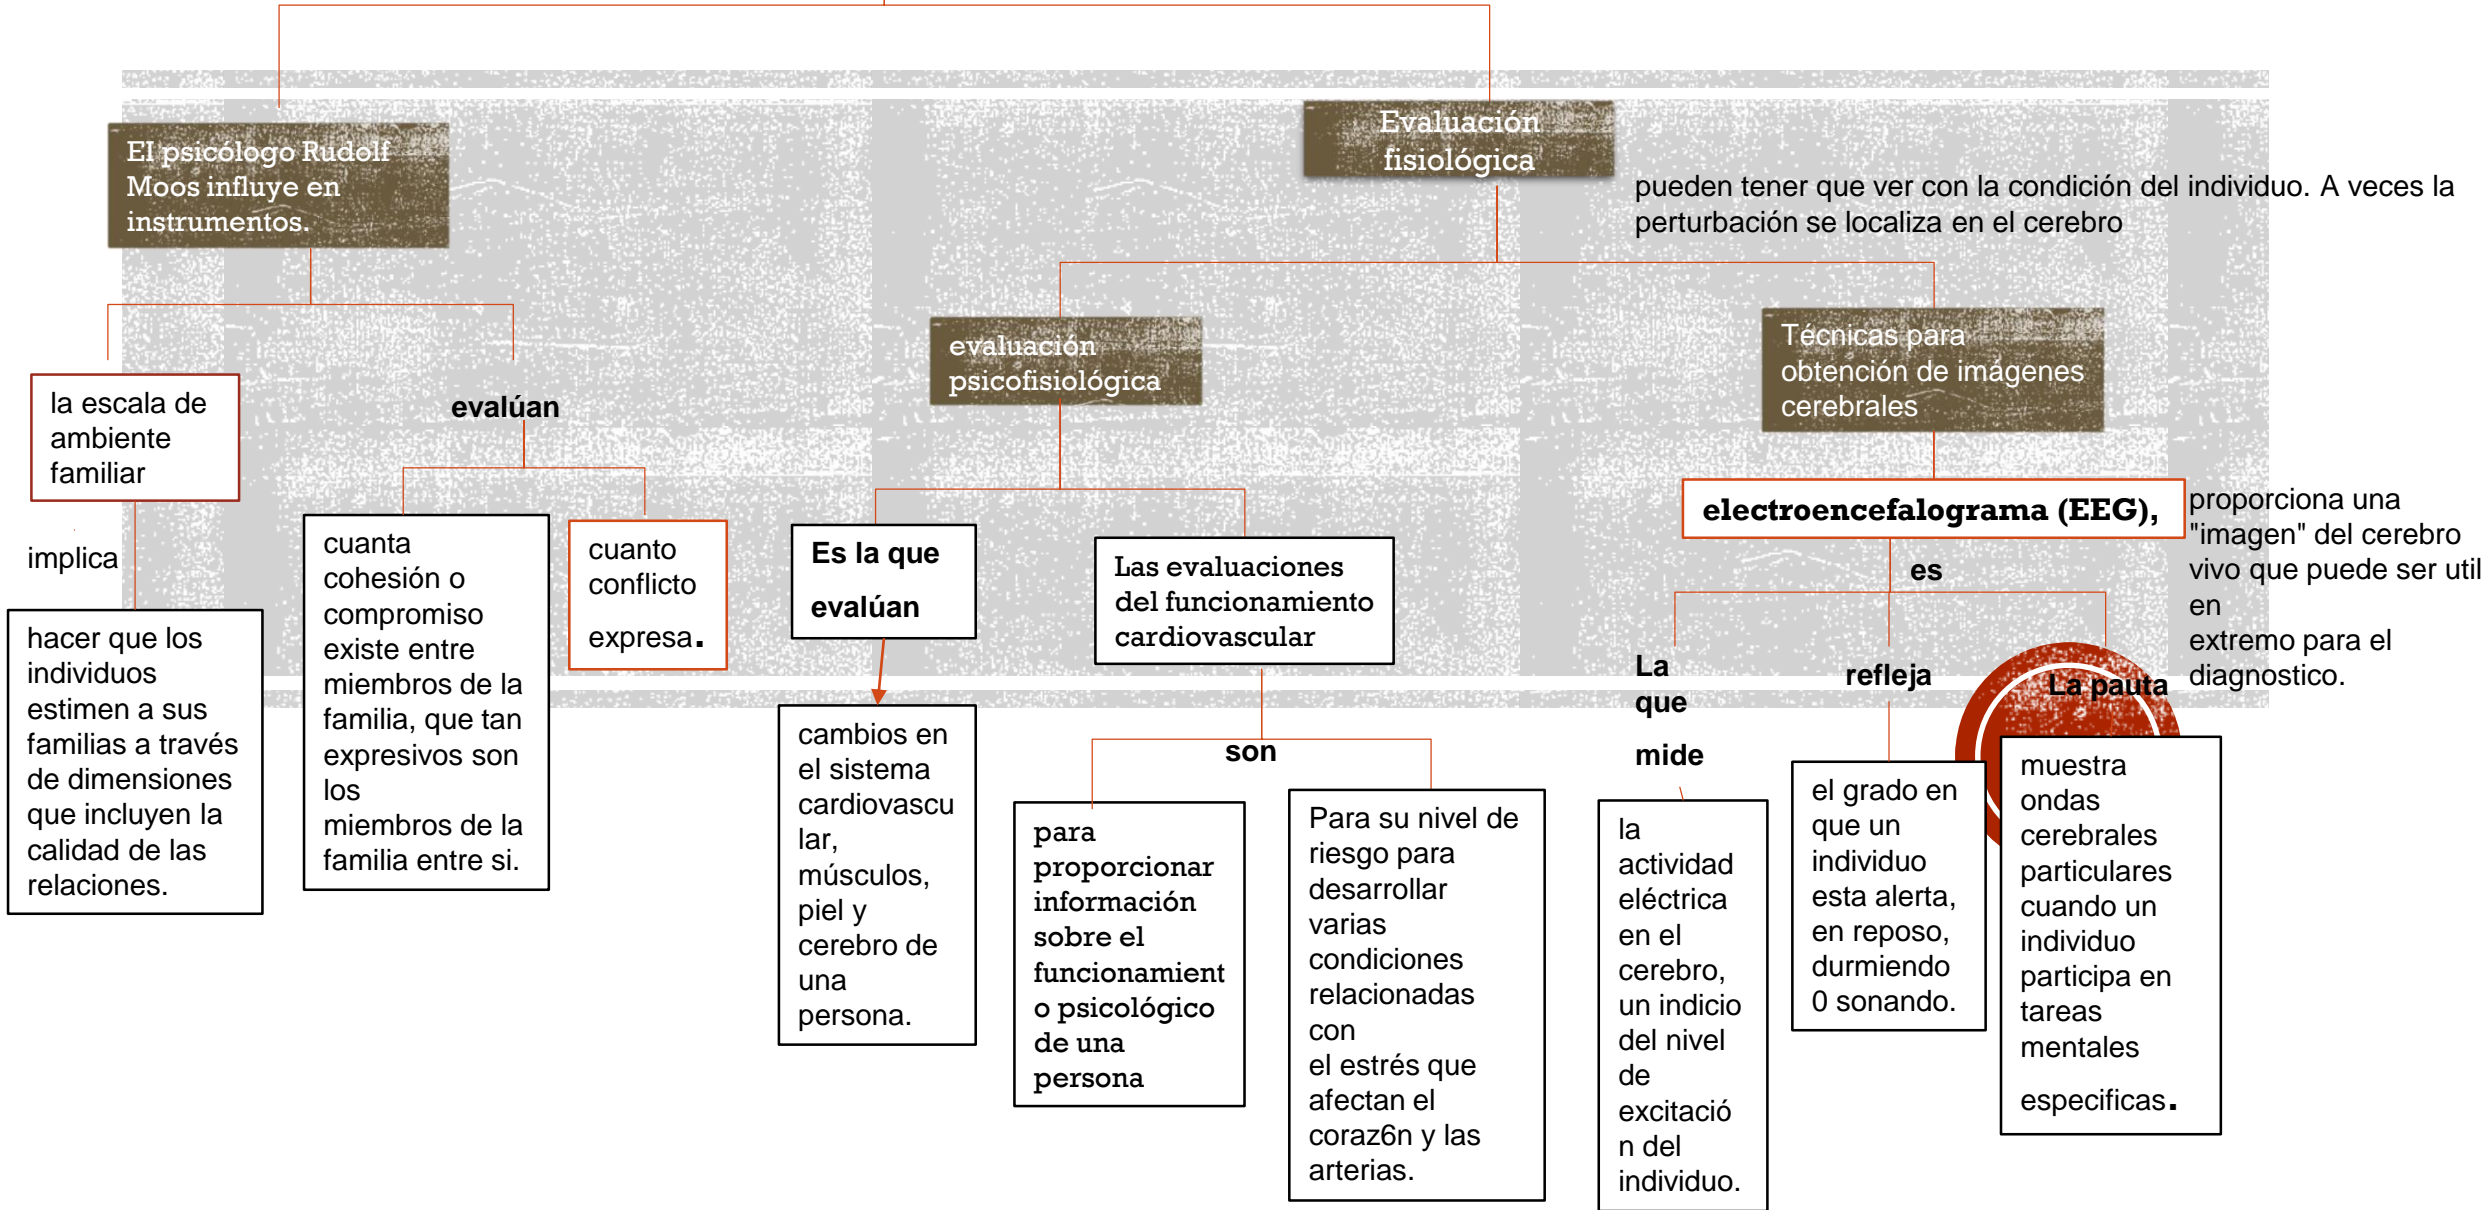 El psicólogo Rudolf
Moos influye en
instrumentos.
Evaluación
fisiológica
pueden tener que ver con la condición del individuo. A veces la
perturbación se localiza en el cerebro
la escala de
ambiente
familiar
evalúan
evaluación
psicofisiológica
Técnicas para
obtención de imágenes
cerebrales
implica
hacer que los
individuos
estimen a sus
familias a través
de dimensiones
que incluyen la
calidad de las
relaciones.
cuanta
cohesión o
compromiso
existe entre
miembros de la
familia, que tan
expresivos son
los
miembros de la
familia entre si.
cuanto
conflicto
expresa.
Es la que
evalúan
cambios en
el sistema
cardiovascu
lar,
músculos,
piel y
cerebro de
una
persona.
Las evaluaciones
del funcionamiento
cardiovascular
son
para
proporcionar
información
sobre el
funcionamient
o psicológico
de una
persona
Para su nivel de
riesgo para
desarrollar
varias
condiciones
relacionadas
con
el estrés que
afectan el
coraz6n y las
arterias.
electroencefalograma (EEG),
proporciona una
"imagen" del cerebro
vivo que puede ser util
en
extremo para el
diagnostico.
es
La
que
mide
la
actividad
eléctrica
en el
cerebro,
un indicio
del nivel
de
excitació
n del
individuo.
refleja
el grado en
que un
individuo
esta alerta,
en reposo,
durmiendo
0 sonando.
La pauta
muestra
ondas
cerebrales
particulares
cuando un
individuo
participa en
tareas
mentales
especificas.